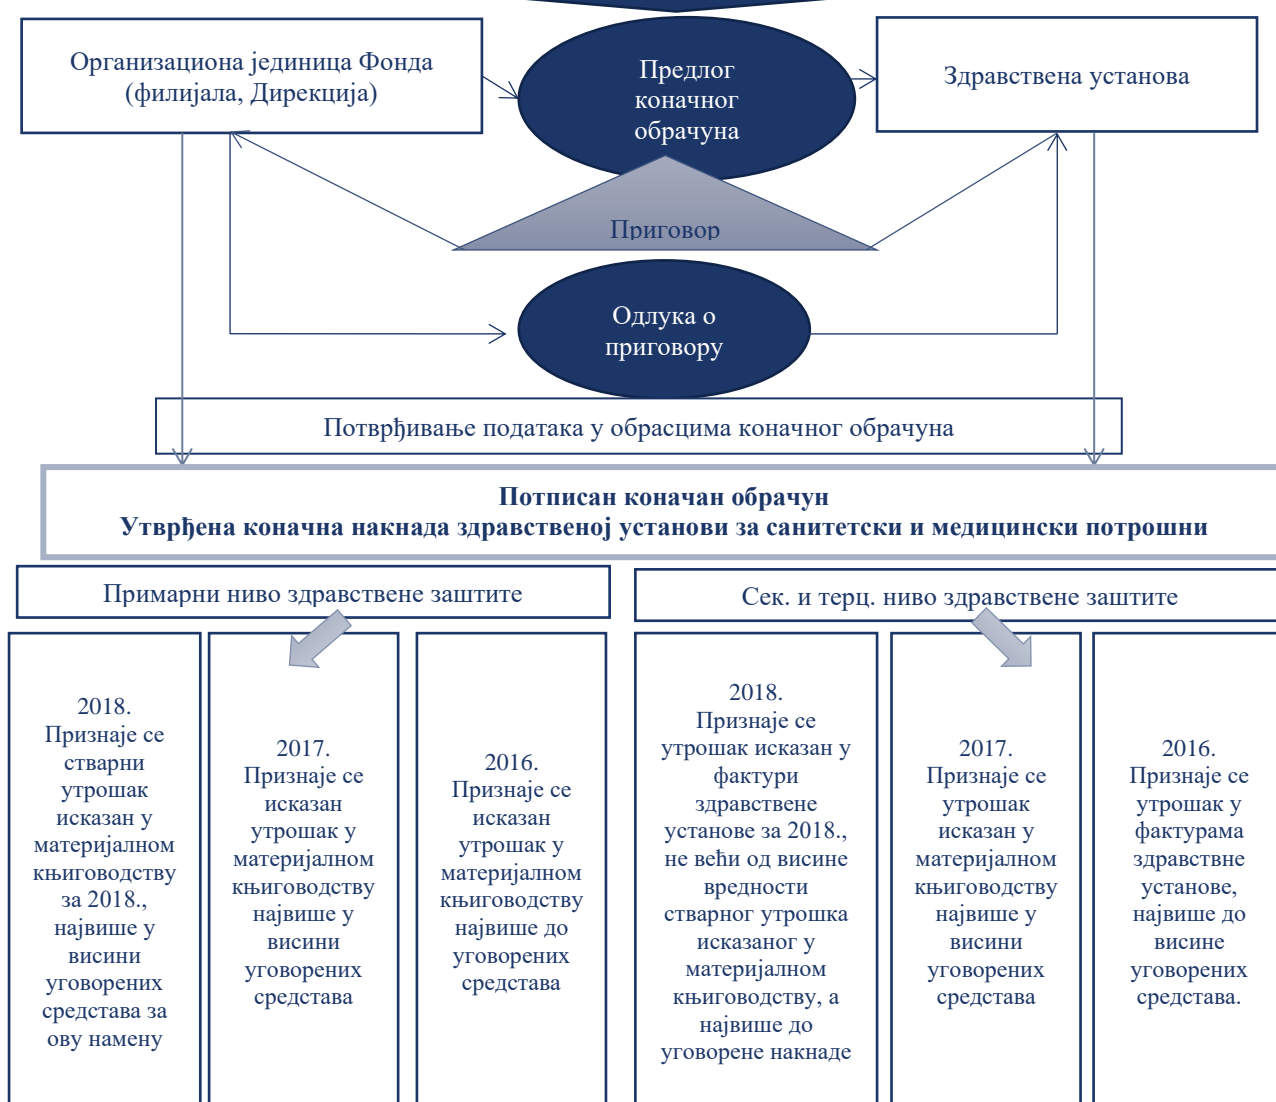 Организациона јединица Фонда
(филијала, Дирекција)
Предлог
коначног
обрачуна
Здравствена установа
Приговор
Одлука о
приговору
Потврђивање података у обрасцима коначног обрачуна
Потписан коначан обрачун
Утврђена коначна накнада здравственој установи за санитетски и медицински потрошни
Примарни ниво здравствене заштите
Сек. и терц. ниво здравствене заштите
2018.
Признаје се
стварни
утрошак
исказан у
материјалном
књиговодству
за 2018.,
највише у
висини
уговорених
средстава за
ову намену
2017.
Признаје се
исказан
утрошак у
материјалном
књиговодству
највише у
висини
уговорених
средстава
2016.
Признаје се
исказан
утрошак у
материјалном
књиговодству
највише до
уговорених
средстава
2018.
Признаје се
утрошак исказан у
фактури
здравствене
установе за 2018.,
не већи од висине
вредности
стварног утрошка
исказаног у
материјалном
књиговодству, а
највише до
уговорене накнаде
2017.
Признаје се
утрошак
исказан у
материјалном
књиговодству
највише у
висини
уговорених
средстава
2016.
Признаје се
утрошак у
фактурама
здравствне
установе,
највише до
висине
уговорених
средстава.